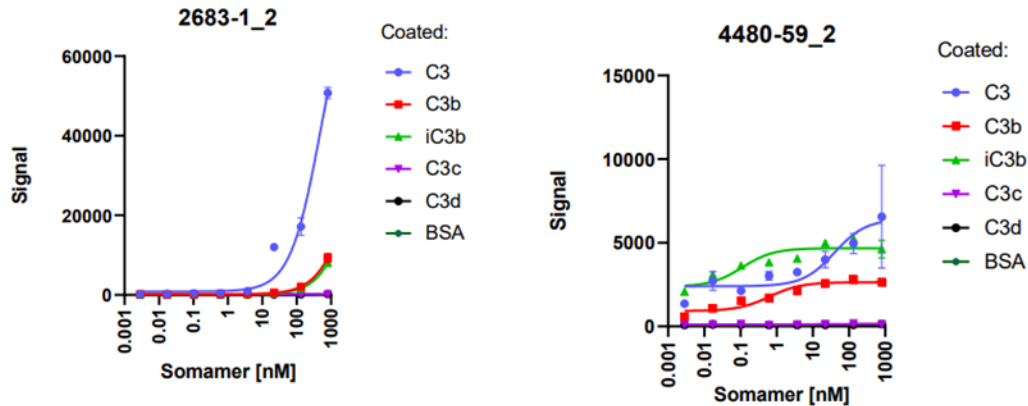 2683-1_2
Coated:
60000
40000
20000
0
Signal
0.001
0.01
0.1
1
10
100
1000
Somamer [nM]
C3
C3b
iC3b
C3c
C3d
BSA
4480-59_2
Coated:
15000
10000
5000
0
Signal
0.001
0.01
0.1
1
10
100
1000
Somamer [nM]
C3
C3b
iC3b
C3c
C3d
BSA